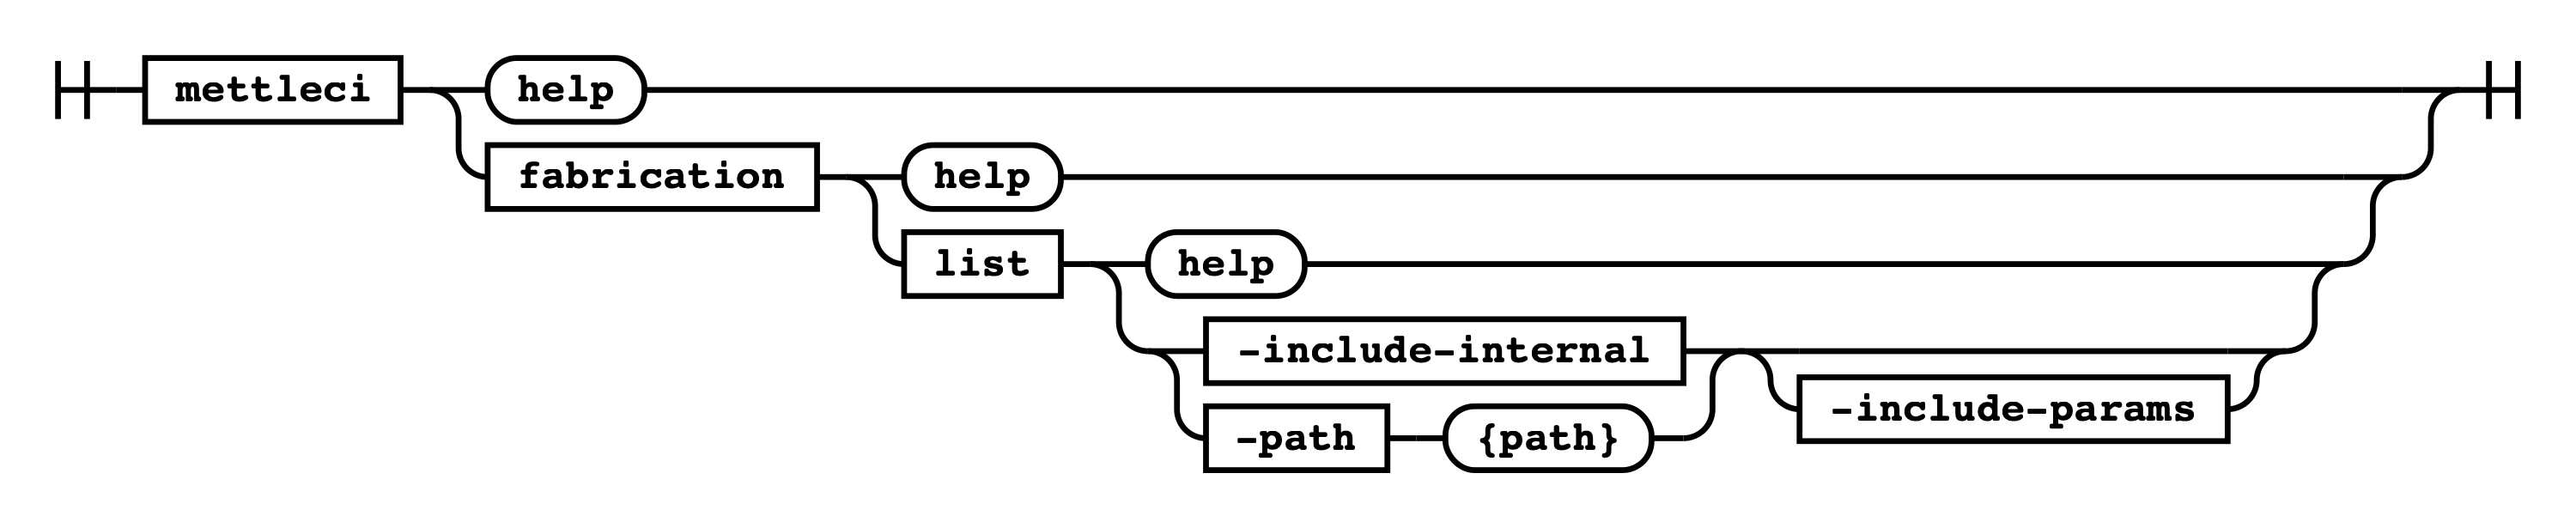 mettleci help
fabrication help
list help
-include-internal
-include-params
-path {path}